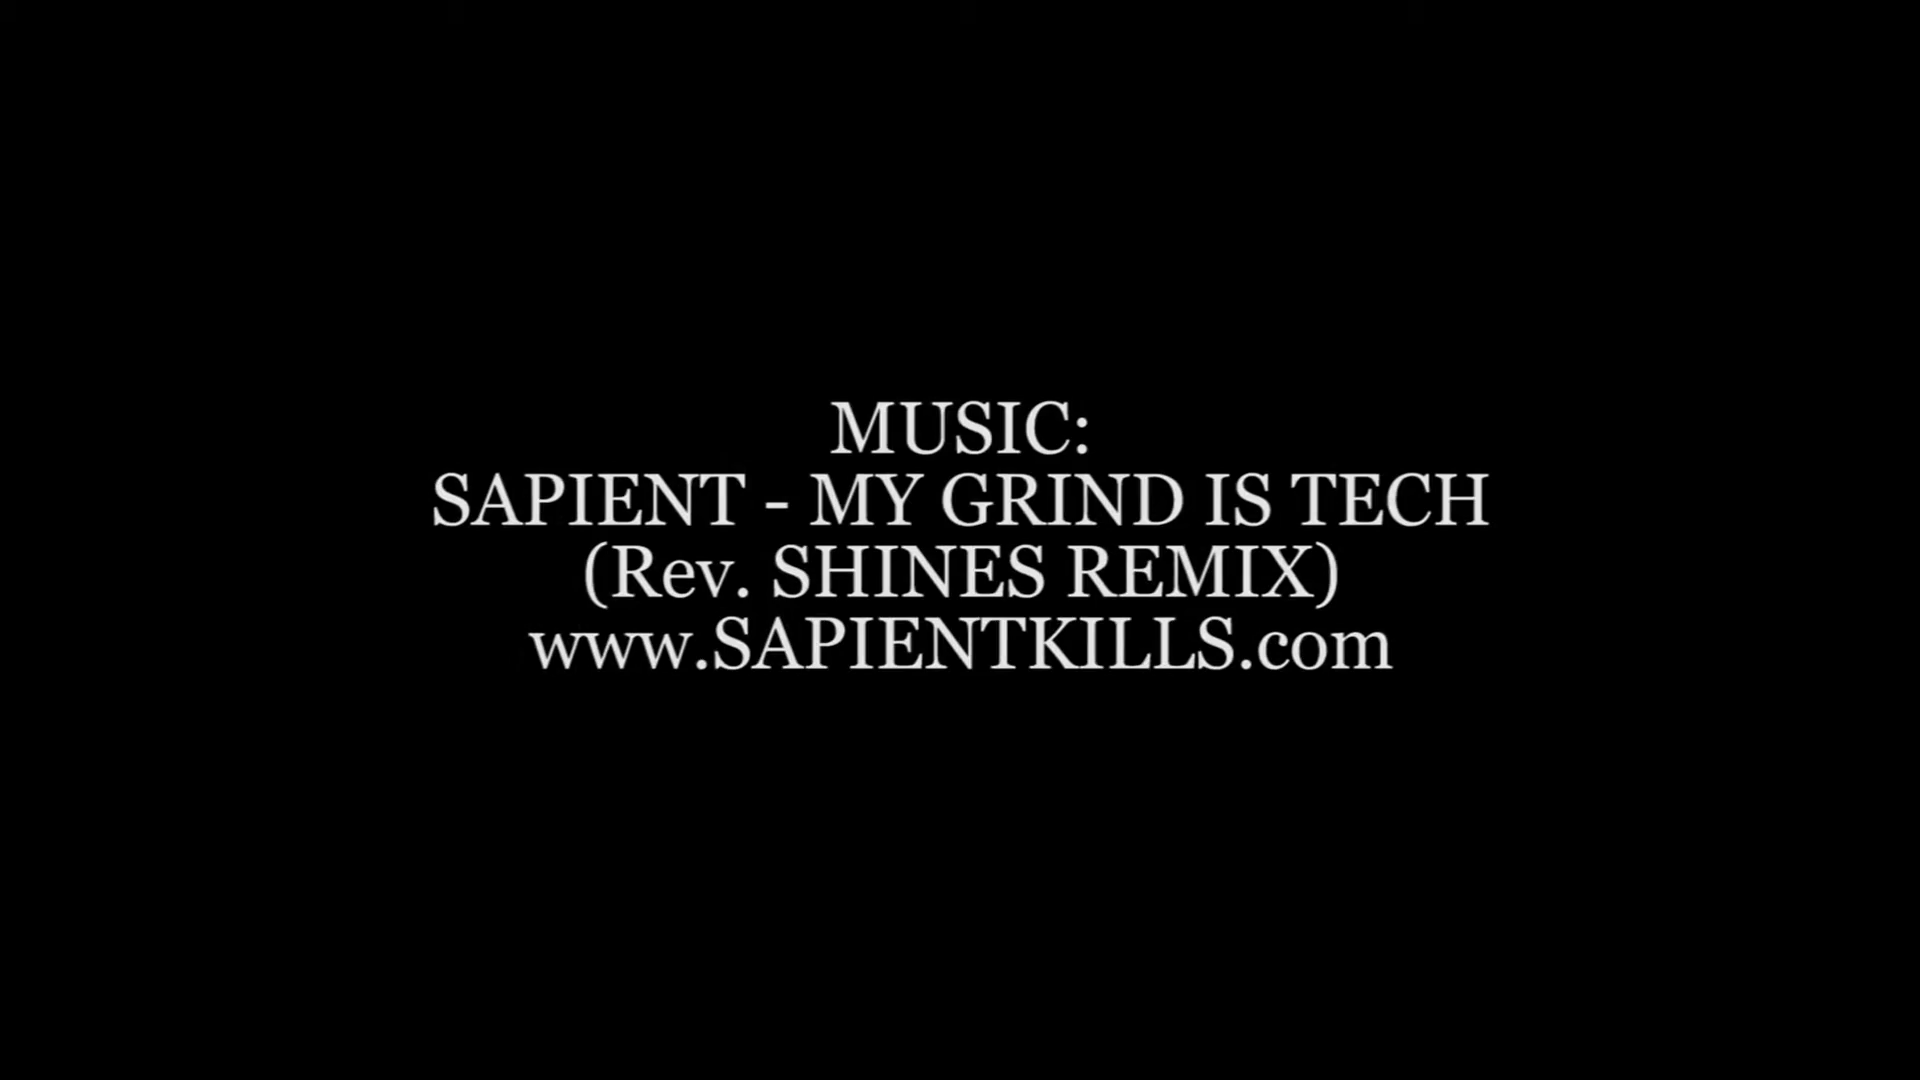 MUSIC:
SAPIENT - MY GRIND IS TECH
(Rev. SHINES REMIX)
www.SAPIENTKILLS.com